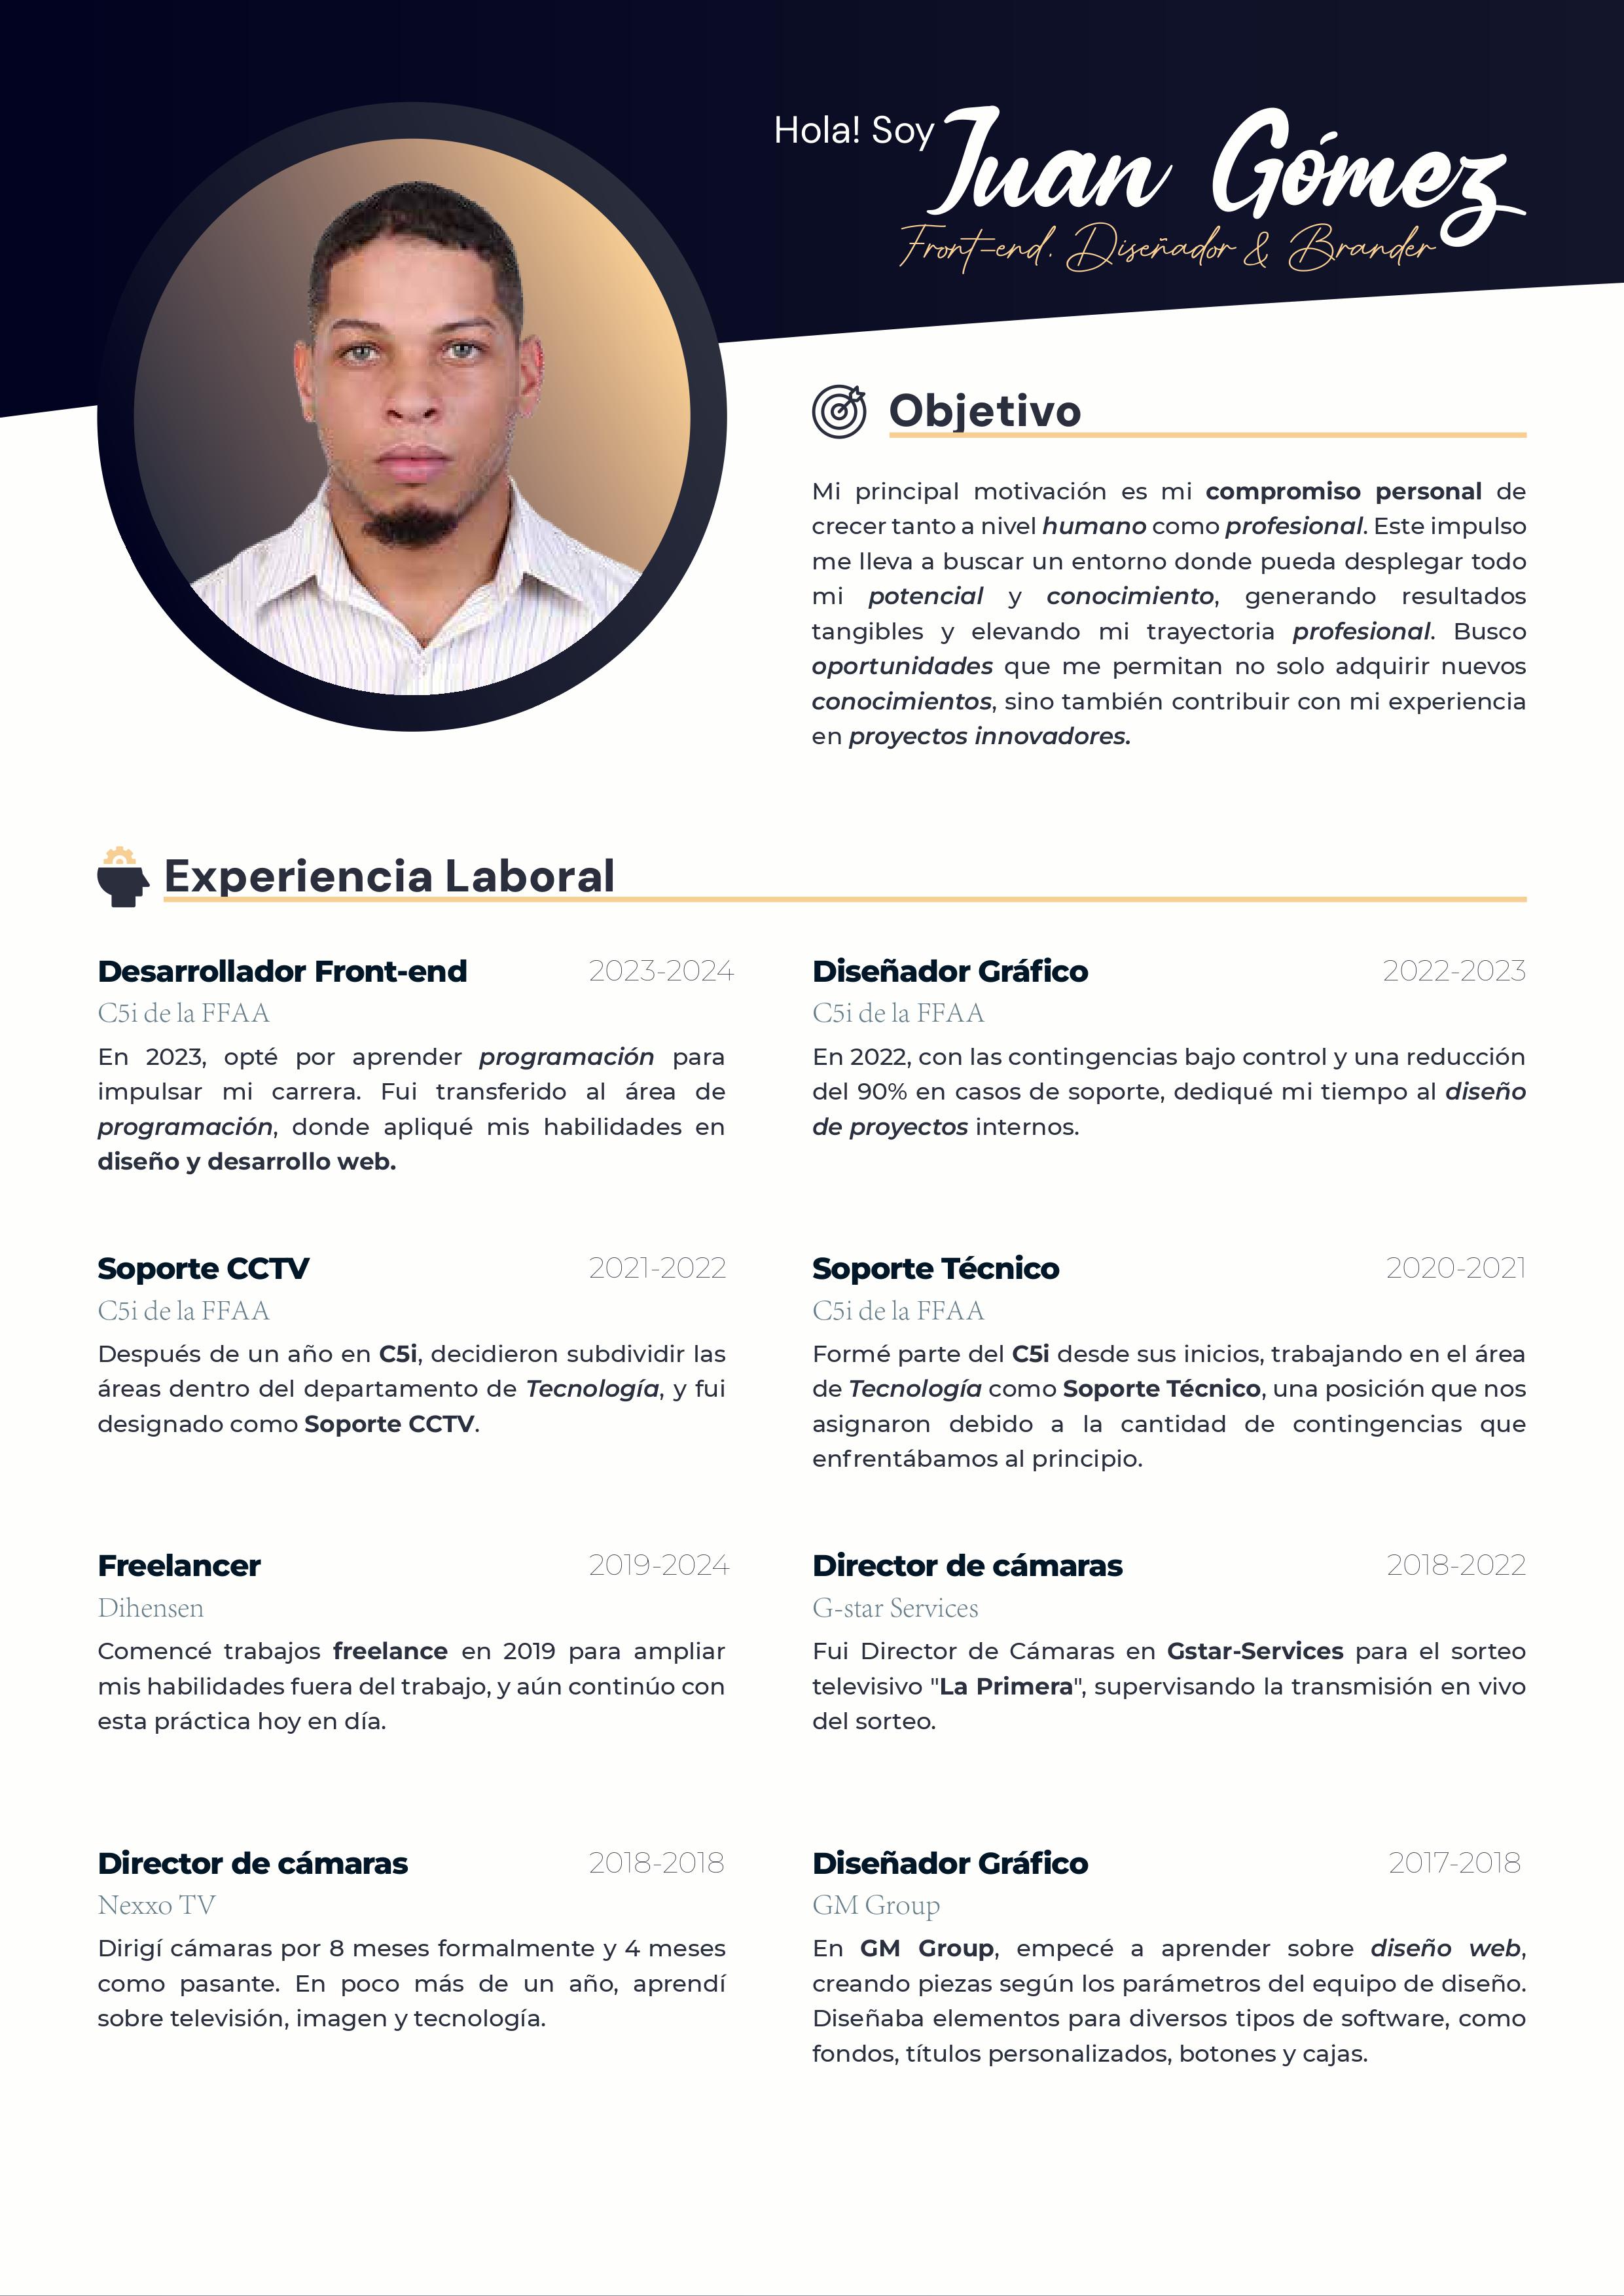 Hola! Soy Juan Gómez
Front-end. Diseñador & Brander
Objetivo
Mi principal motivación es mi compromiso personal de
crecer tanto a nivel humano como profesional. Este impulso
me lleva a buscar un entorno donde pueda desplegar todo
mi potencial y conocimiento, generando resultados
tangibles y elevando mi trayectoria profesional. Busco
oportunidades que me permitan no solo adquirir nuevos
conocimientos, sino también contribuir con mi experiencia
en proyectos innovadores.
Experiencia Laboral
Desarrollador Front-end 2023-2024
C5i de la FFAA
En 2023, opté por aprender programación para
impulsar mi carrera. Fui transferido al área de
programación, donde apliqué mis habilidades en
diseño y desarrollo web.
Diseñador Gráfico 2022-2023
C5i de la FFAA
En 2022, con las contingencias bajo control y una reducción
del 90% en casos de soporte, dediqué mi tiempo al diseño
de proyectos internos.
Soporte CCTV 2021-2022
C5i de la FFAA
Después de un año en C5i, decidieron subdividir las
áreas dentro del departamento de Tecnología, y fui
designado como Soporte CCTV.
Soporte Técnico 2020-2021
C5i de la FFAA
Formé parte del C5i desde sus inicios, trabajando en el área
de Tecnología como Soporte Técnico, una posición que nos
asignaron debido a la cantidad de contingencias que
enfrentábamos al principio.
Freelancer 2019-2024
Dihensen
Comencé trabajos freelance en 2019 para ampliar
mis habilidades fuera del trabajo, y aún continúo con
esta práctica hoy en día.
Director de cámaras 2018-2022
G-star Services
Fui Director de Cámaras en Gstar-Services para el sorteo
televisivo "La Primera", supervisando la transmisión en vivo
del sorteo.
Director de cámaras 2018-2018
Nexxo TV
Dirigí cámaras por 8 meses formalmente y 4 meses
como pasante. En poco más de un año, aprendí
sobre televisión, imagen y tecnología.
Diseñador Gráfico 2017-2018
GM Group
En GM Group, empecé a aprender sobre diseño web,
creando piezas según los parámetros del equipo de diseño.
Diseñaba elementos para diversos tipos de software, como
fondos, títulos personalizados, botones y cajas.